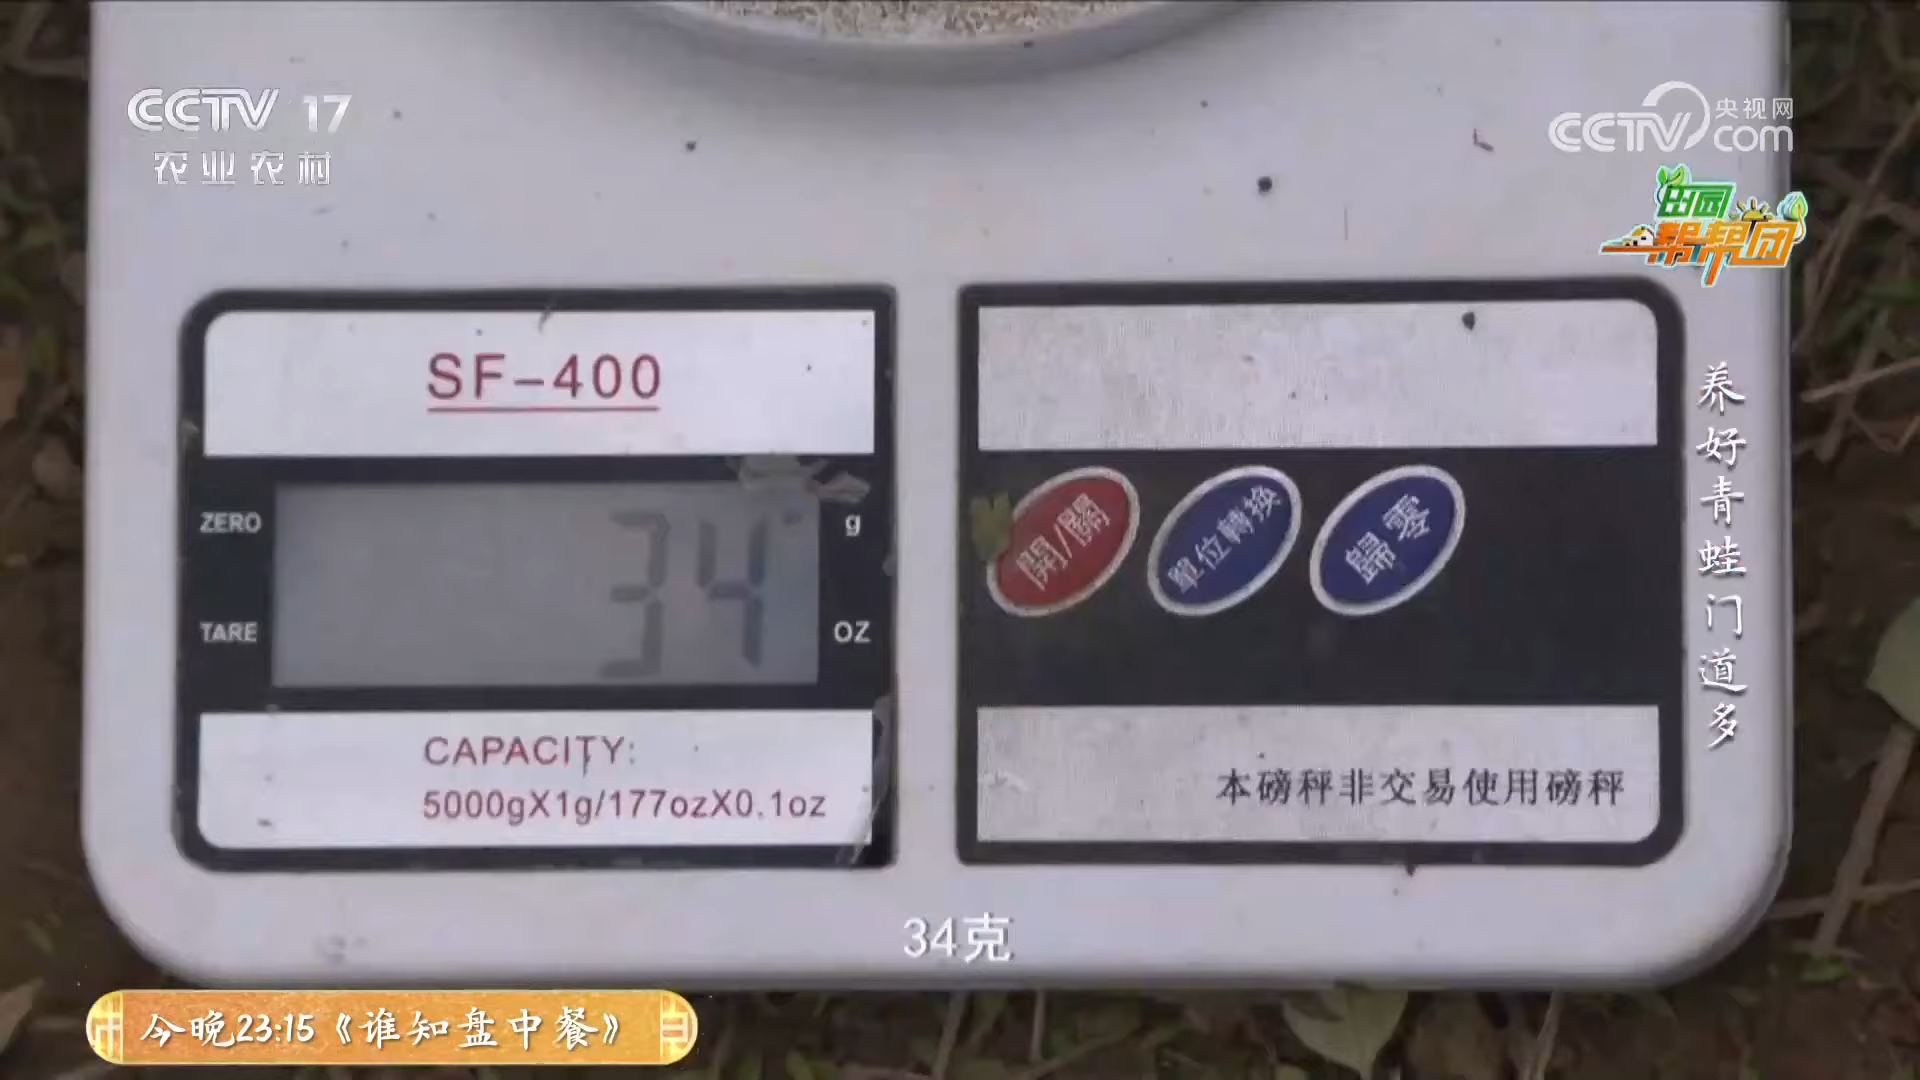 CCTV 17
农业农村
央视网
CCTV.com
田园
帮帮团
养好青蛙门道多
SF-400
ZERO
TARE
34
g
OZ
開/關
單位轉換
歸零
CAPACITY:
5000gX1g/177ozX0.1oz
本磅秤非交易使用磅秤
34克
今晚23:15《谁知盘中餐》